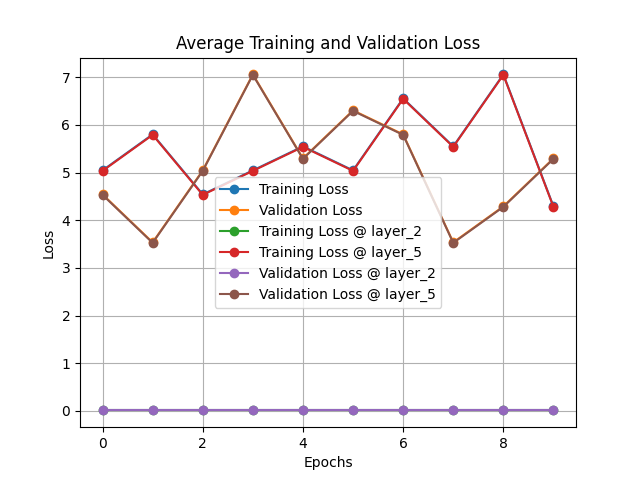 Average Training and Validation Loss
Loss
7
6
5
4
3
2
1
0
Training Loss
Validation Loss
Training Loss @ layer_2
Training Loss @ layer_5
Validation Loss @ layer_2
Validation Loss @ layer_5
0 2 4 6 8
Epochs